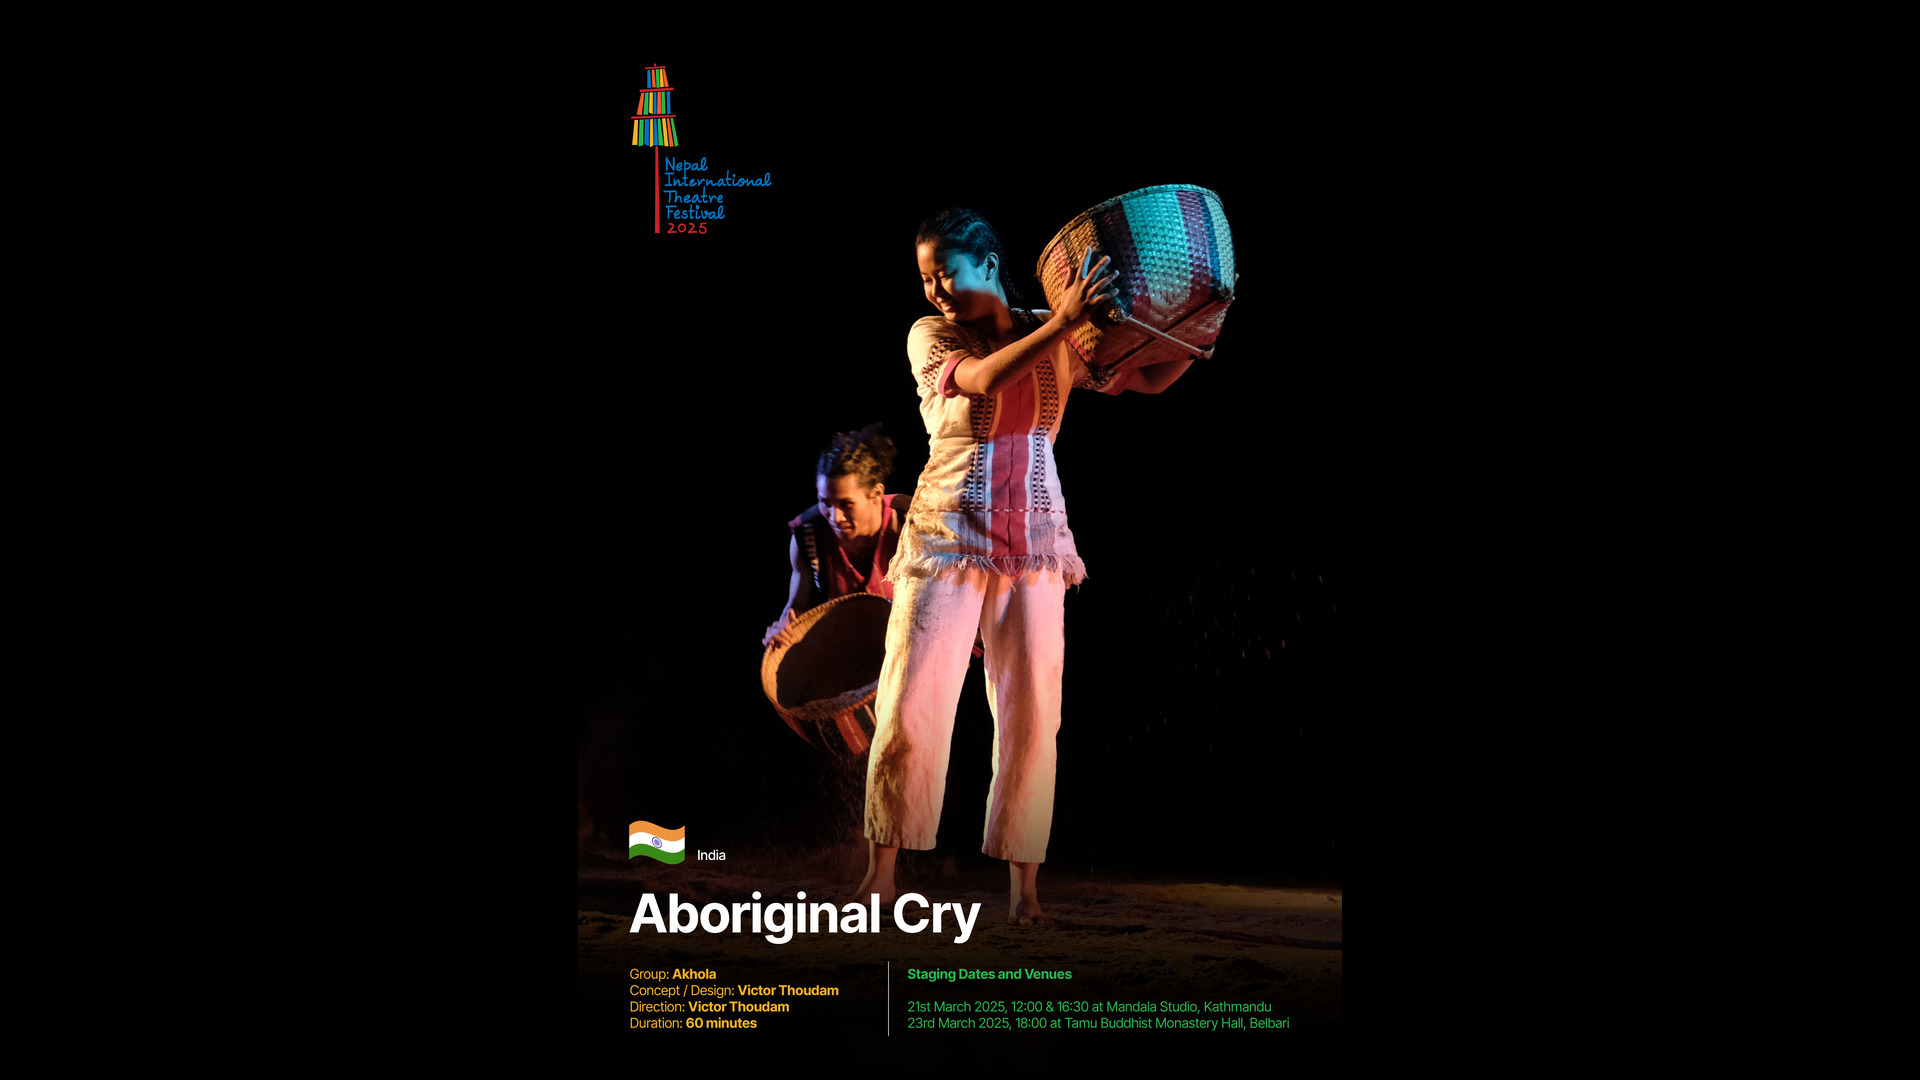 Nepal
International
Theatre
Festival
2025
India
Aboriginal Cry
Group: Akhola
Concept / Design: Victor Thoudam
Direction: Victor Thoudam
Duration: 60 minutes
Staging Dates and Venues
21st March 2025, 12:00 & 16:30 at Mandala Studio, Kathmandu
23rd March 2025, 18:00 at Tamu Buddhist Monastery Hall, Belbari